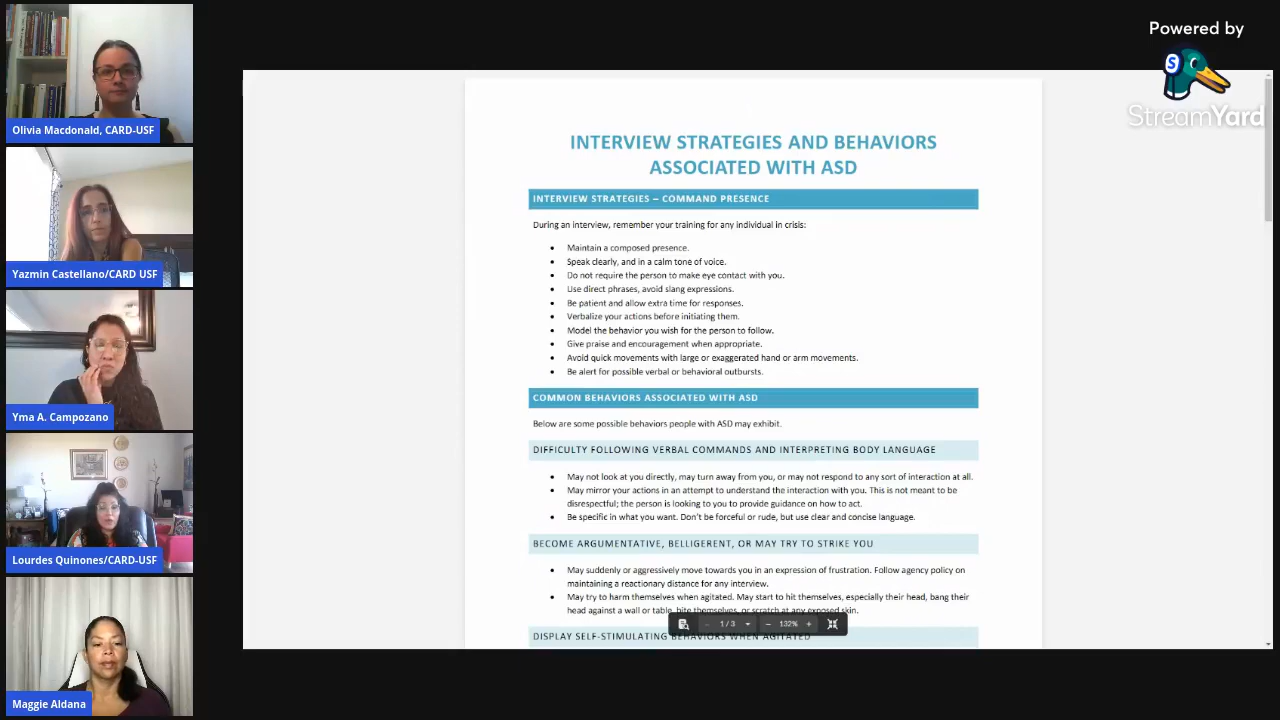 Olivia Macdonald, CARD-USF
Yazmin Castellano/CARD USF
Yma A. Campozano
Lourdes Quinones/CARD-USF
Maggie Aldana
Powered by
S
StreamYard
INTERVIEW STRATEGIES AND BEHAVIORS
ASSOCIATED WITH ASD
INTERVIEW STRATEGIES – COMMAND PRESENCE
During an interview, remember your training for any individual in crisis:
• Maintain a composed presence.
• Speak clearly, and in a calm tone of voice.
• Do not require the person to make eye contact with you.
• Use direct phrases, avoid slang expressions.
• Be patient and allow extra time for responses.
• Verbalize your actions before initiating them.
• Model the behavior you wish for the person to follow.
• Give praise and encouragement when appropriate.
• Avoid quick movements with large or exaggerated hand or arm movements.
• Be alert for possible verbal or behavioral outbursts.
COMMON BEHAVIORS ASSOCIATED WITH ASD
Below are some possible behaviors people with ASD may exhibit.
DIFFICULTY FOLLOWING VERBAL COMMANDS AND INTERPRETING BODY LANGUAGE
• May not look at you directly, may turn away from you, or may not respond to any sort of interaction at all.
• May mirror your actions in an attempt to understand the interaction with you. This is not meant to be
disrespectful; the person is looking to you to provide guidance on how to act.
• Be specific in what you want. Don't be forceful or rude, but use clear and concise language.
BECOME ARGUMENTATIVE, BELLIGERENT, OR MAY TRY TO STRIKE YOU
• May suddenly or aggressively move towards you in an expression of frustration. Follow agency policy on
maintaining a reactionary distance for any interview.
• May try to harm themselves when agitated. May start to hit themselves, especially their head, bang their
head against a wall or table, bite themselves, or scratch at any exposed skin.
1 / 3
132%
DISPLAY SELF-STIMULATING BEHAVIORS WHEN AGITATED